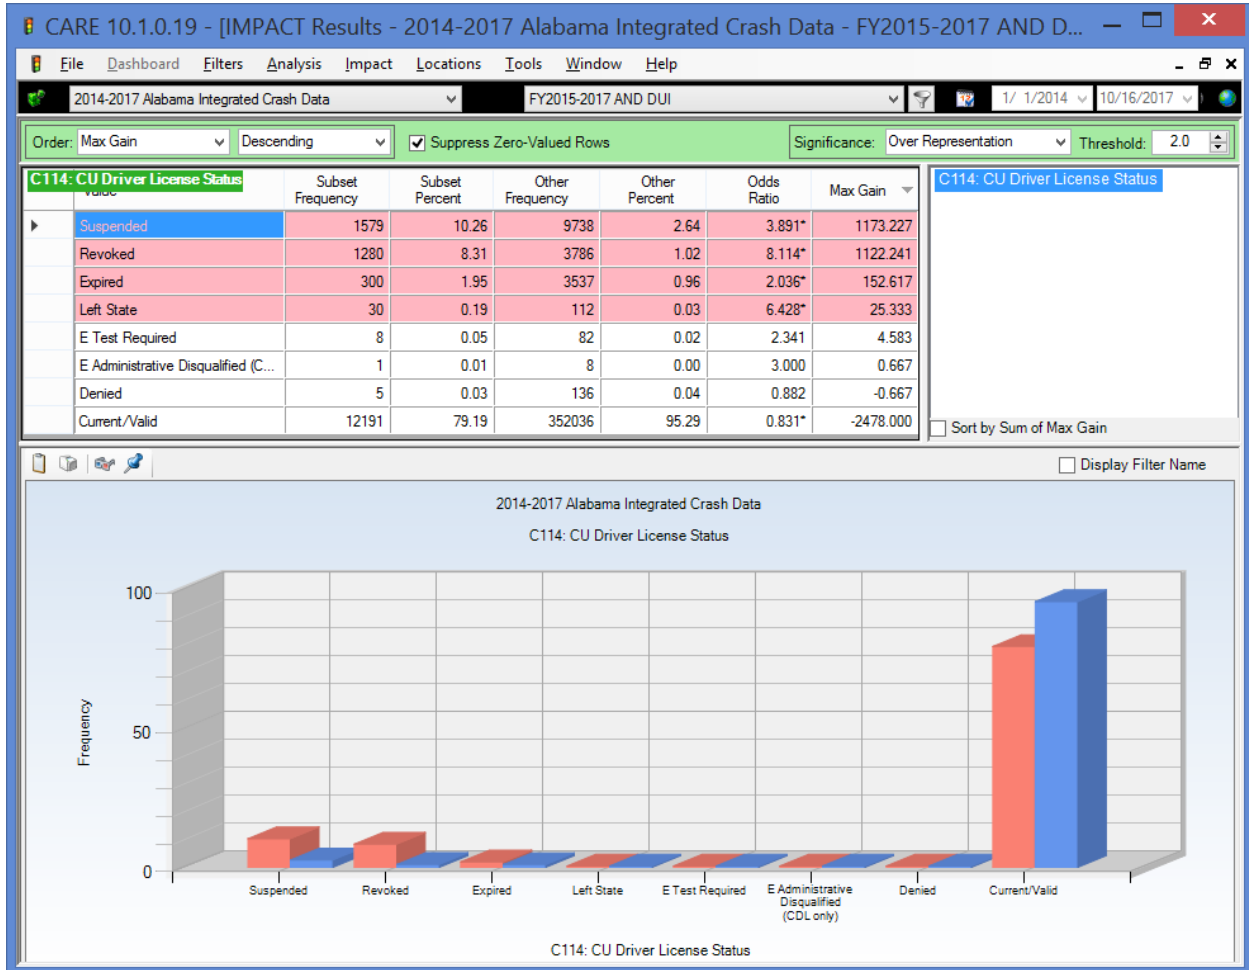 CARE 10.1.0.19 - [IMPACT Results - 2014-2017 Alabama Integrated Crash Data - FY2015-2017 AND D...
File Dashboard Filters Analysis Impact Locations Tools Window Help
2014-2017 Alabama Integrated Crash Data FY2015-2017 AND DUI 1/ 1/2014 10/16/2017
Order: Max Gain Descending Suppress Zero-Valued Rows Significance: Over Representation Threshold: 2.0
C114: CU Driver License Status Subset Frequency Subset Percent Other Frequency Other Percent Odds Ratio Max Gain
C114: CU Driver License Status
Suspended 1579 10.26 9738 2.64 3.891* 1173.227
Revoked 1280 8.31 3786 1.02 8.114* 1122.241
Expired 300 1.95 3537 0.96 2.036* 152.617
Left State 30 0.19 112 0.03 6.428* 25.333
E Test Required 8 0.05 82 0.02 2.341 4.583
E Administrative Disqualified (C... 1 0.01 8 0.00 3.000 0.667
Denied 5 0.03 136 0.04 0.882 -0.667
Current/Valid 12191 79.19 352036 95.29 0.831* -2478.000
Sort by Sum of Max Gain
Display Filter Name
2014-2017 Alabama Integrated Crash Data
C114: CU Driver License Status
100
50
0
Frequency
Suspended Revoked Expired Left State E Test Required E Administrative Disqualified (CDL only) Denied Current/Valid
C114: CU Driver License Status